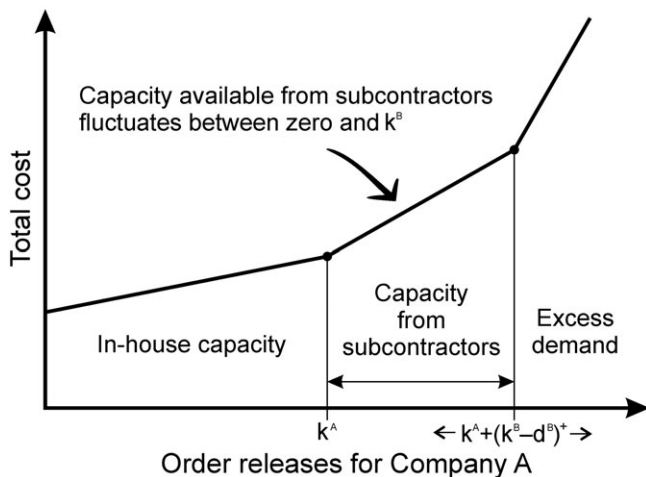 Capacity available from subcontractors
fluctuates between zero and kᴮ
Total cost
In-house capacity
Capacity
from
subcontractors
Excess
demand
kᴬ
← kᴬ+(kᴮ–dᴮ)⁺→
Order releases for Company A